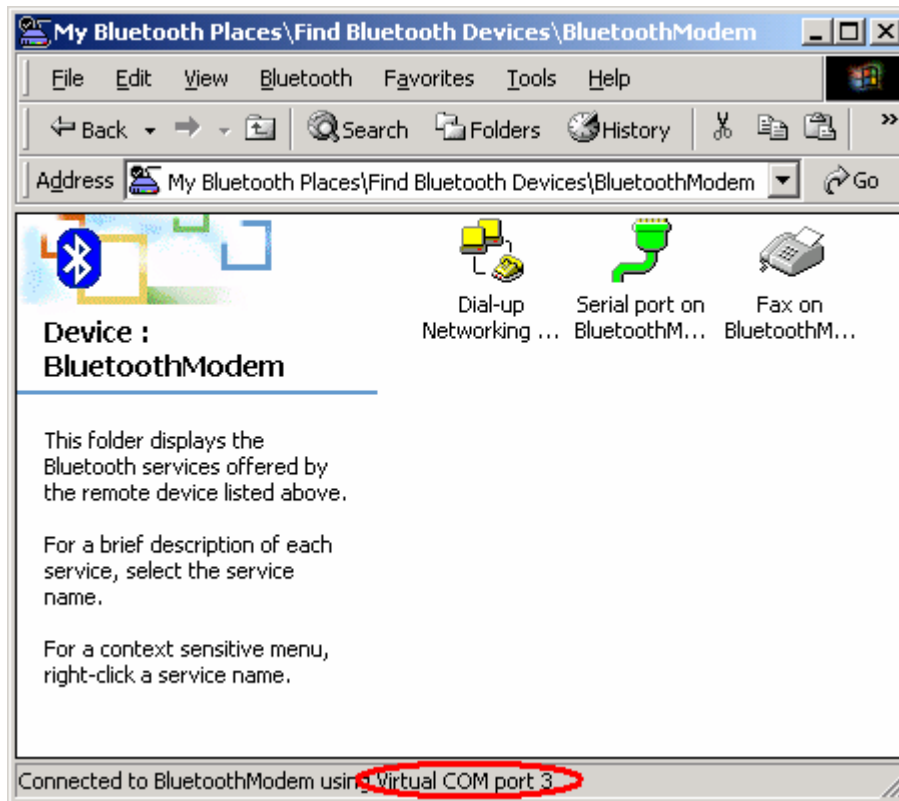 My Bluetooth Places\Find Bluetooth Devices\BluetoothModem
File Edit View Bluetooth Favorites Tools Help
Back Search Folders History »
Address My Bluetooth Places\Find Bluetooth Devices\BluetoothModem Go
Device :
BluetoothModem
This folder displays the
Bluetooth services offered by
the remote device listed above.
For a brief description of each
service, select the service
name.
For a context sensitive menu,
right-click a service name.
Dial-up
Networking ...
Serial port on
BluetoothM...
Fax on
BluetoothM...
Connected to BluetoothModem using Virtual COM port 3